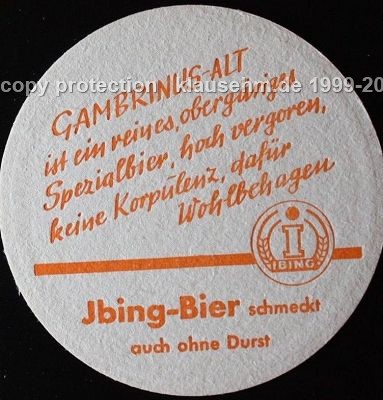 copy protection klausehm.de 1999-20
GAMBRINUS-ALT
ist ein reines, obergäriges
Spezialbier, hoch vergoren,
keine Korpulenz, dafür
Wohlbehagen
I
IBING
Jbing-Bier schmeckt
auch ohne Durst